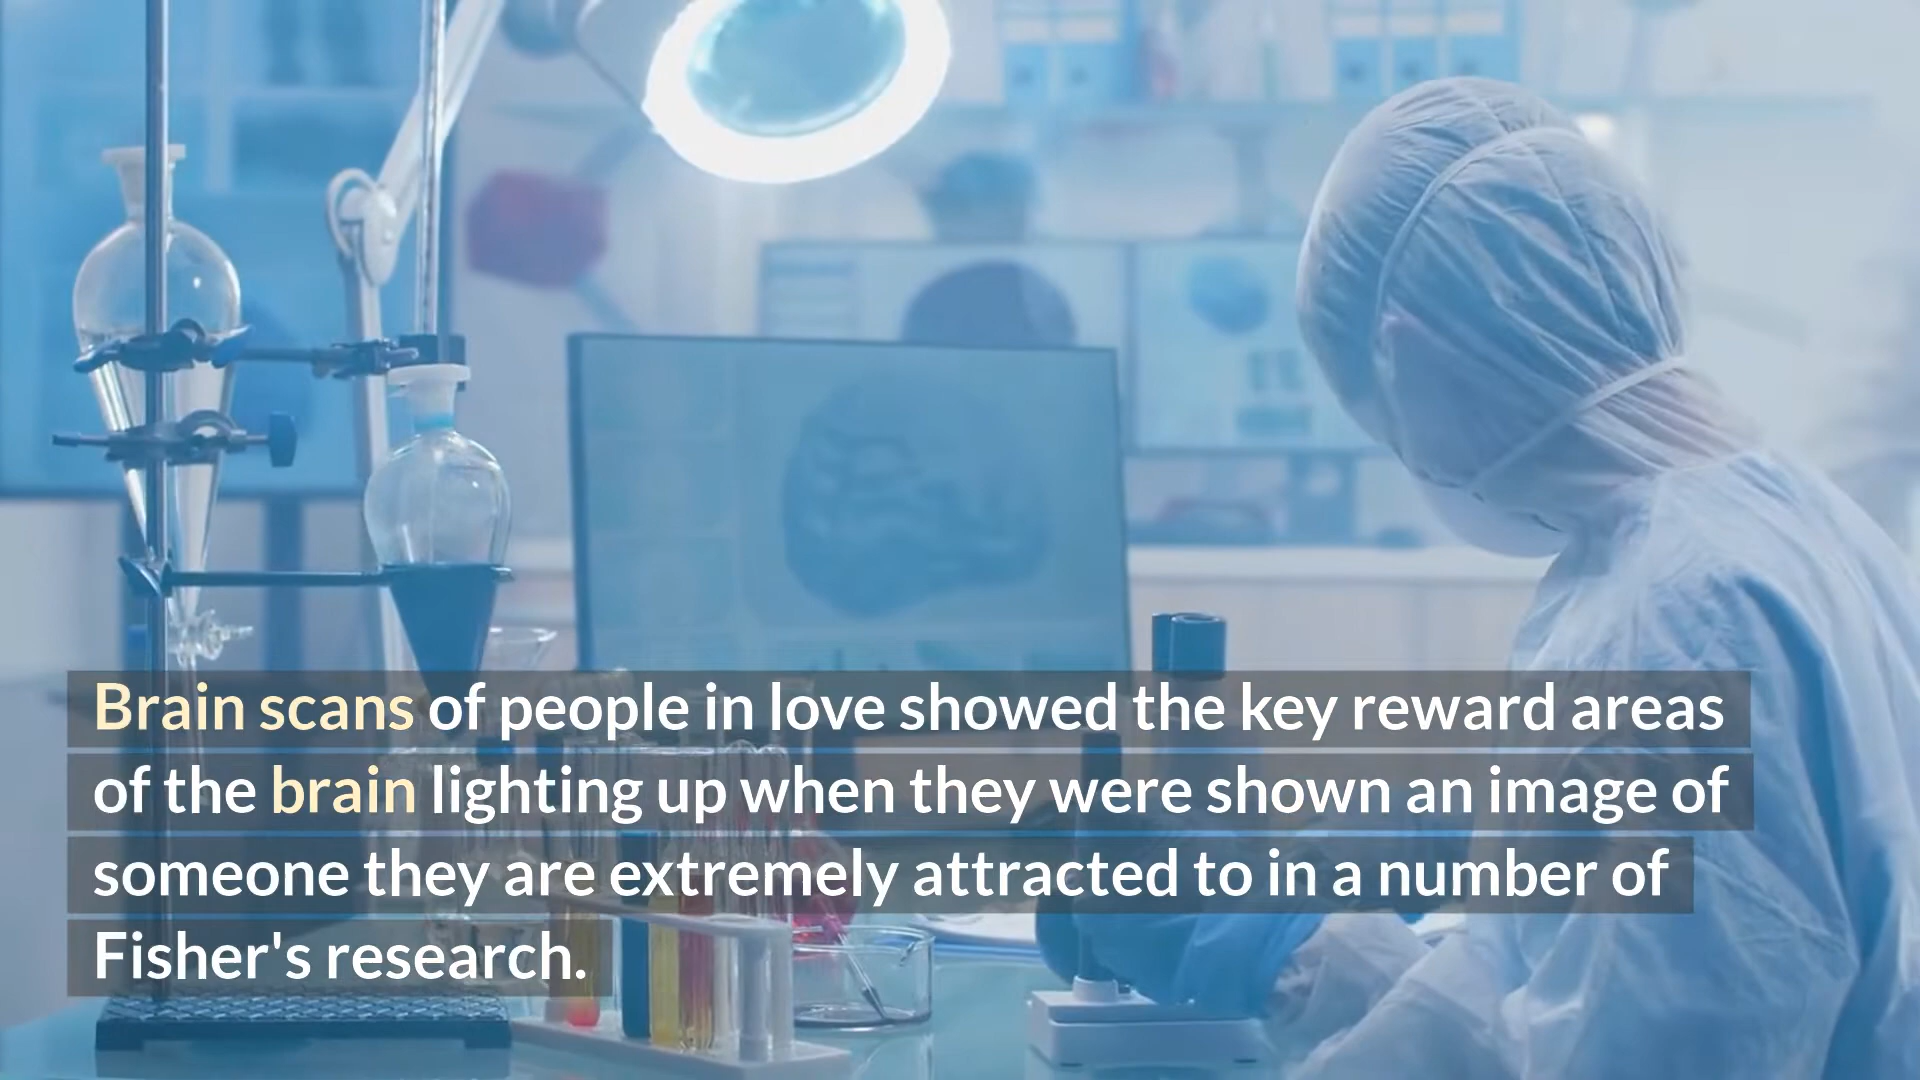 Brain scans of people in love showed the key reward areas
of the brain lighting up when they were shown an image of
someone they are extremely attracted to in a number of
Fisher's research.